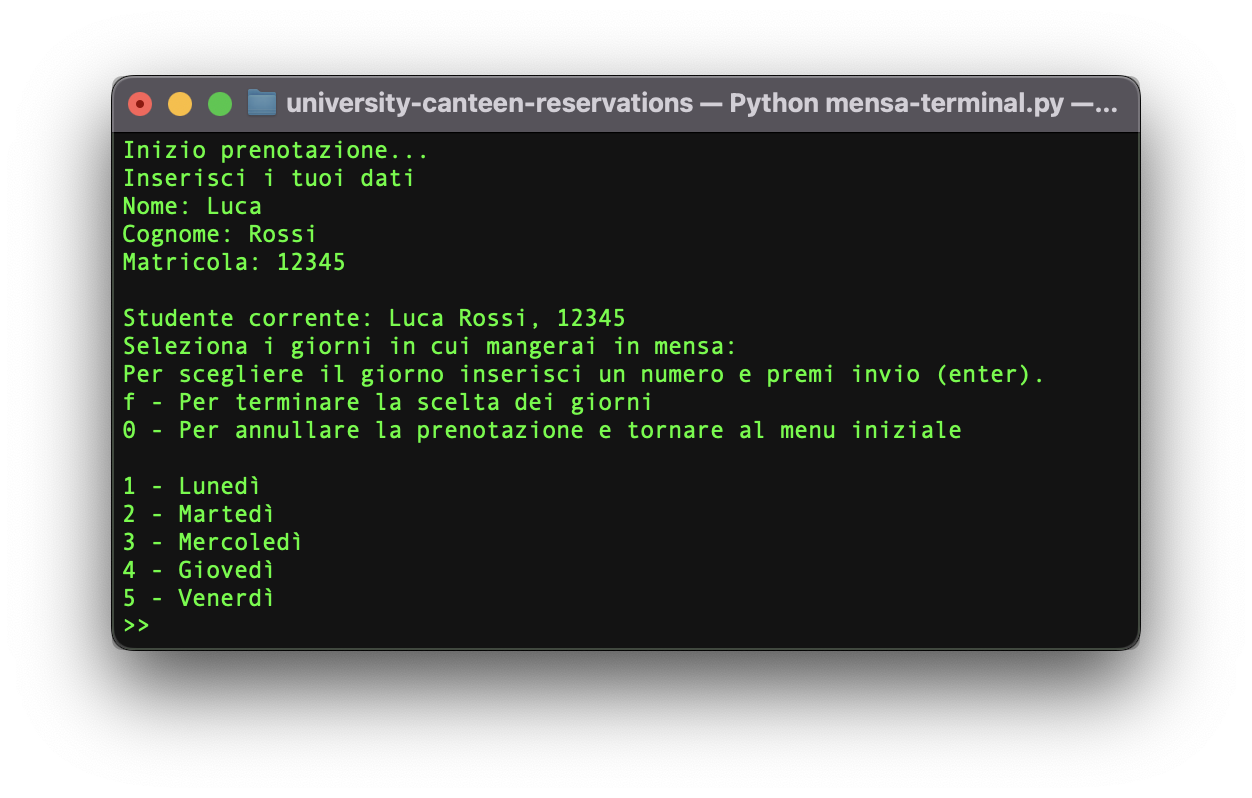 university-canteen-reservations — Python mensa-terminal.py —...
Inizio prenotazione...
Inserisci i tuoi dati
Nome: Luca
Cognome: Rossi
Matricola: 12345
Studente corrente: Luca Rossi, 12345
Seleziona i giorni in cui mangerai in mensa:
Per scegliere il giorno inserisci un numero e premi invio (enter).
f - Per terminare la scelta dei giorni
0 - Per annullare la prenotazione e tornare al menu iniziale
1 - Lunedì
2 - Martedì
3 - Mercoledì
4 - Giovedì
5 - Venerdì
>>